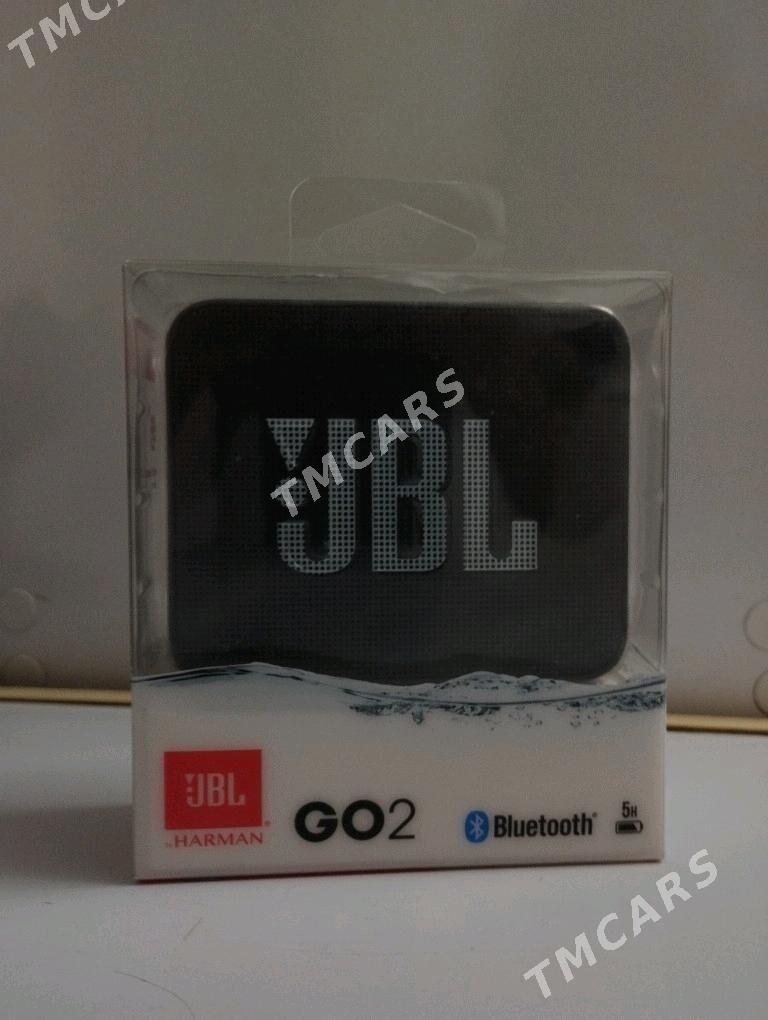 TMCARS
JBL
TMCARS
JBL
by HARMAN
GO2
Bluetooth®
5H
TMCARS